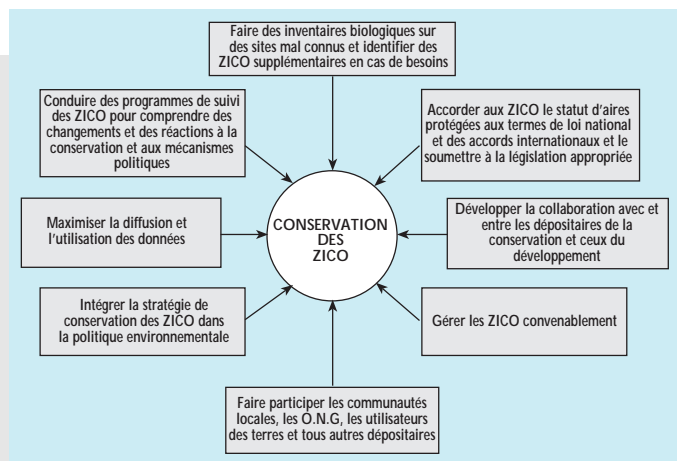 Faire des inventaires biologiques sur
des sites mal connus et identifier des
ZICO supplémentaires en cas de besoins
Conduire des programmes de suivi
des ZICO pour comprendre des
changements et des réactions à la
conservation et aux mécanismes
politiques
Accorder aux ZICO le statut d'aires
protégées aux termes de loi national
et des accords internationaux et le
soumettre à la législation appropriée
Maximiser la diffusion et
l'utilisation des données
CONSERVATION
DES
ZICO
Développer la collaboration avec et
entre les dépositaires de la
conservation et ceux du
développement
Intégrer la stratégie de
conservation des ZICO dans
la politique environnementale
Gérer les ZICO convenablement
Faire participer les communautés
locales, les O.N.G, les utilisateurs
des terres et tous autres dépositaires